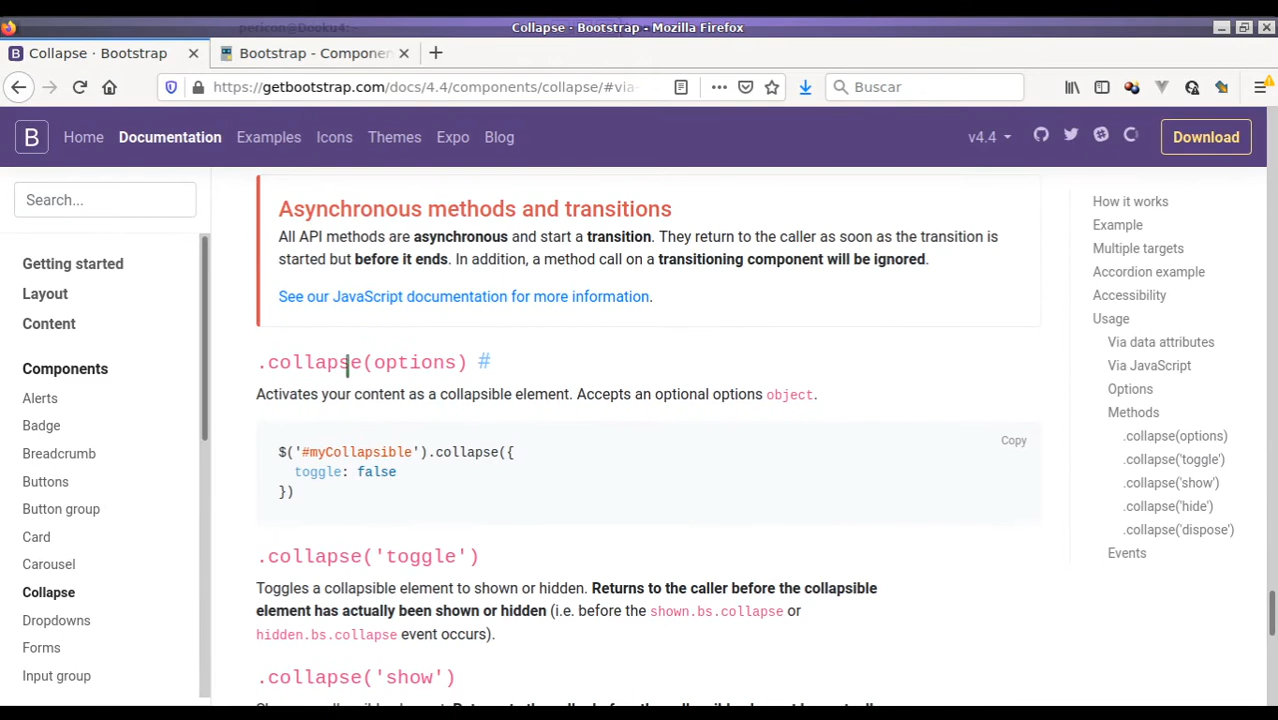 pericon@Dooku4:~
Collapse · Bootstrap - Mozilla Firefox
Collapse · Bootstrap
Bootstrap - Componen
https://getbootstrap.com/docs/4.4/components/collapse/#via-
Buscar
B
Home
Documentation
Examples
Icons
Themes
Expo
Blog
v4.4
Download
Search...
Getting started
Layout
Content
Components
Alerts
Badge
Breadcrumb
Buttons
Button group
Card
Carousel
Collapse
Dropdowns
Forms
Input group
Asynchronous methods and transitions
All API methods are asynchronous and start a transition. They return to the caller as soon as the transition is
started but before it ends. In addition, a method call on a transitioning component will be ignored.
See our JavaScript documentation for more information.
.collapse(options) #
Activates your content as a collapsible element. Accepts an optional options object.
Copy
$('#myCollapsible').collapse({
toggle: false
})
.collapse('toggle')
Toggles a collapsible element to shown or hidden. Returns to the caller before the collapsible
element has actually been shown or hidden (i.e. before the shown.bs.collapse or
hidden.bs.collapse event occurs).
.collapse('show')
How it works
Example
Multiple targets
Accordion example
Accessibility
Usage
Via data attributes
Via JavaScript
Options
Methods
.collapse(options)
.collapse('toggle')
.collapse('show')
.collapse('hide')
.collapse('dispose')
Events